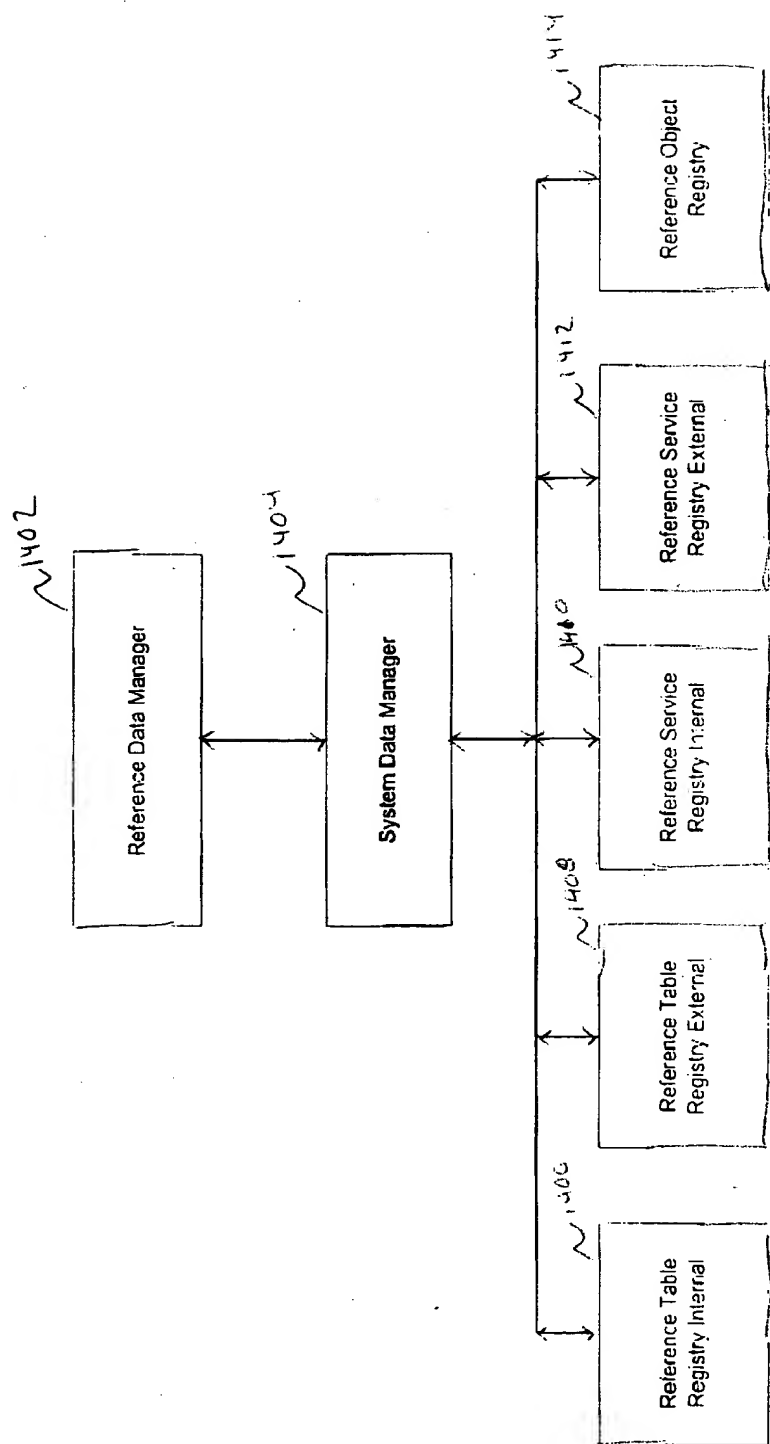 1402
Reference Data Manager
1404
System Data Manager
1406
Reference Table
Registry Internal
1408
Reference Table
Registry External
1410
Reference Service
Registry Internal
1412
Reference Service
Registry External
1414
Reference Object
Registry